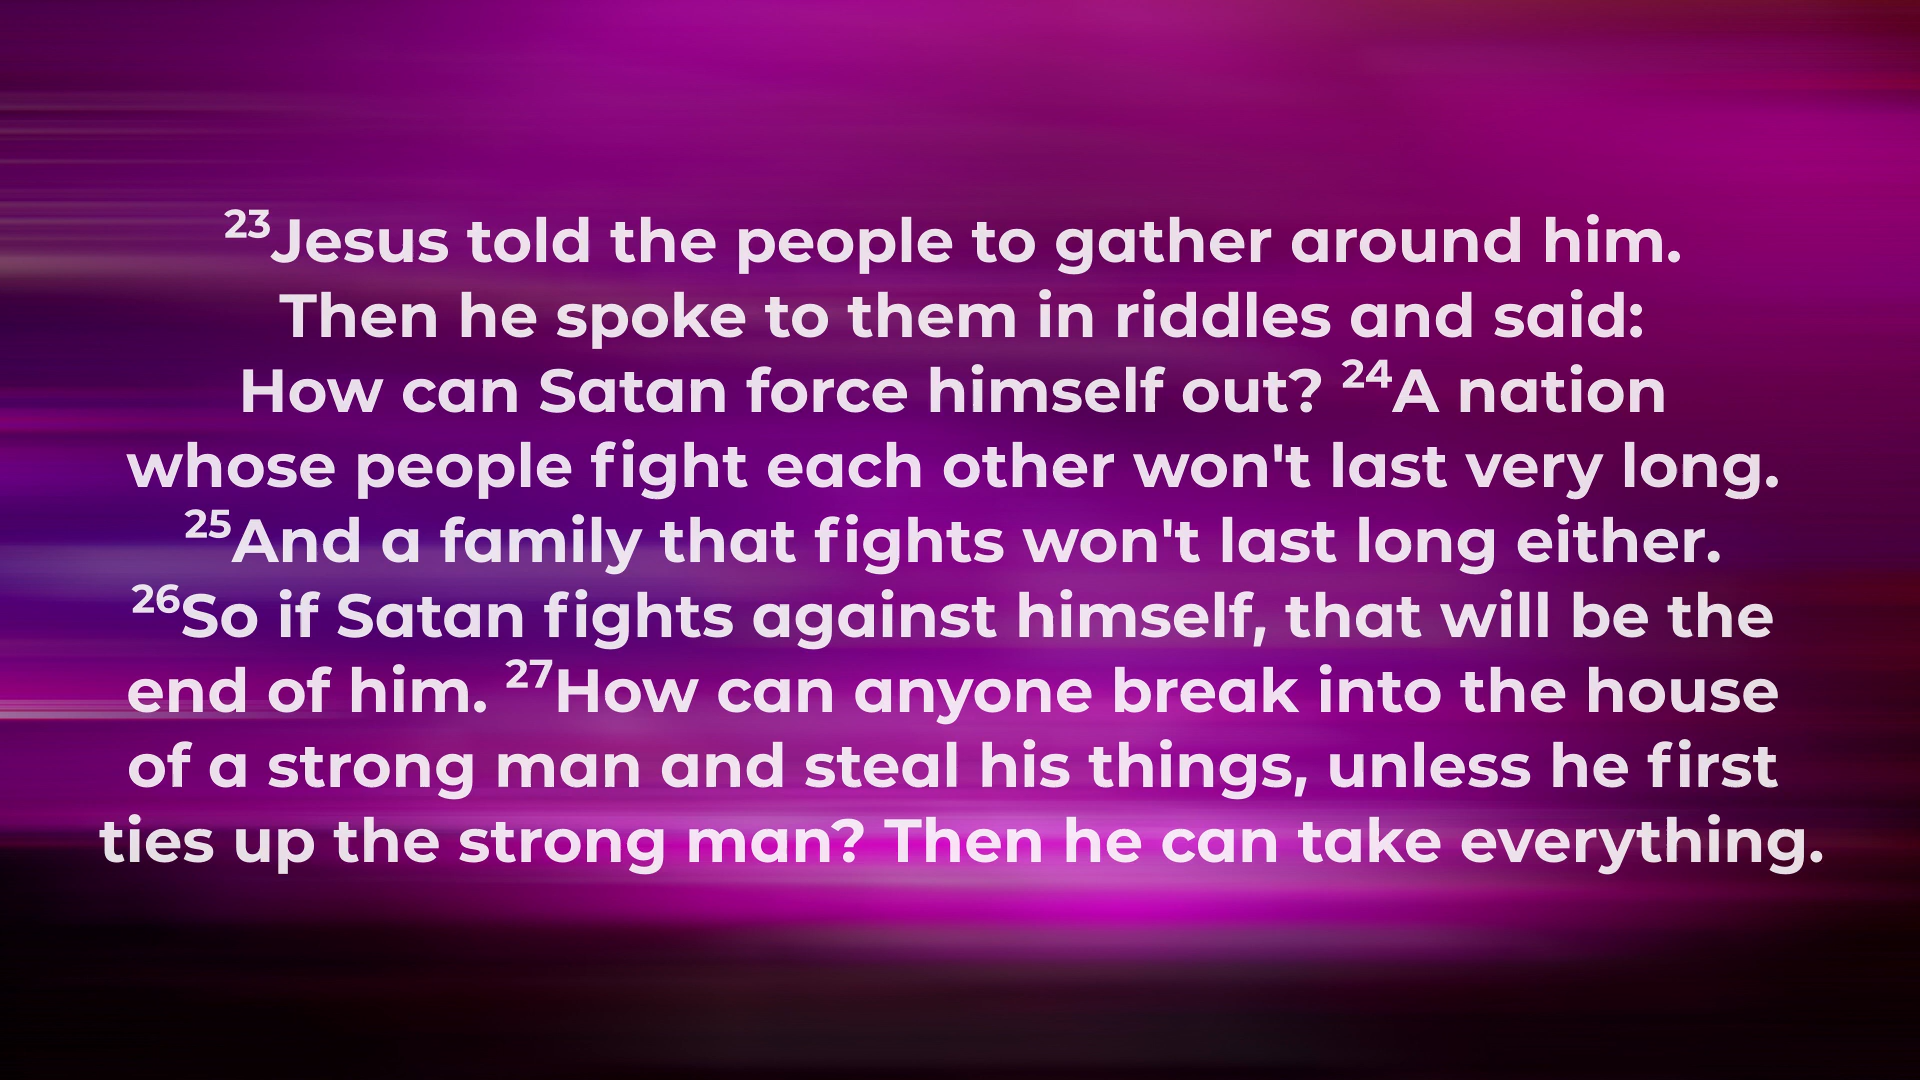 23Jesus told the people to gather around him.
Then he spoke to them in riddles and said:
How can Satan force himself out? 24A nation
whose people fight each other won't last very long.
25And a family that fights won't last long either.
26So if Satan fights against himself, that will be the
end of him. 27How can anyone break into the house
of a strong man and steal his things, unless he first
ties up the strong man? Then he can take everything.